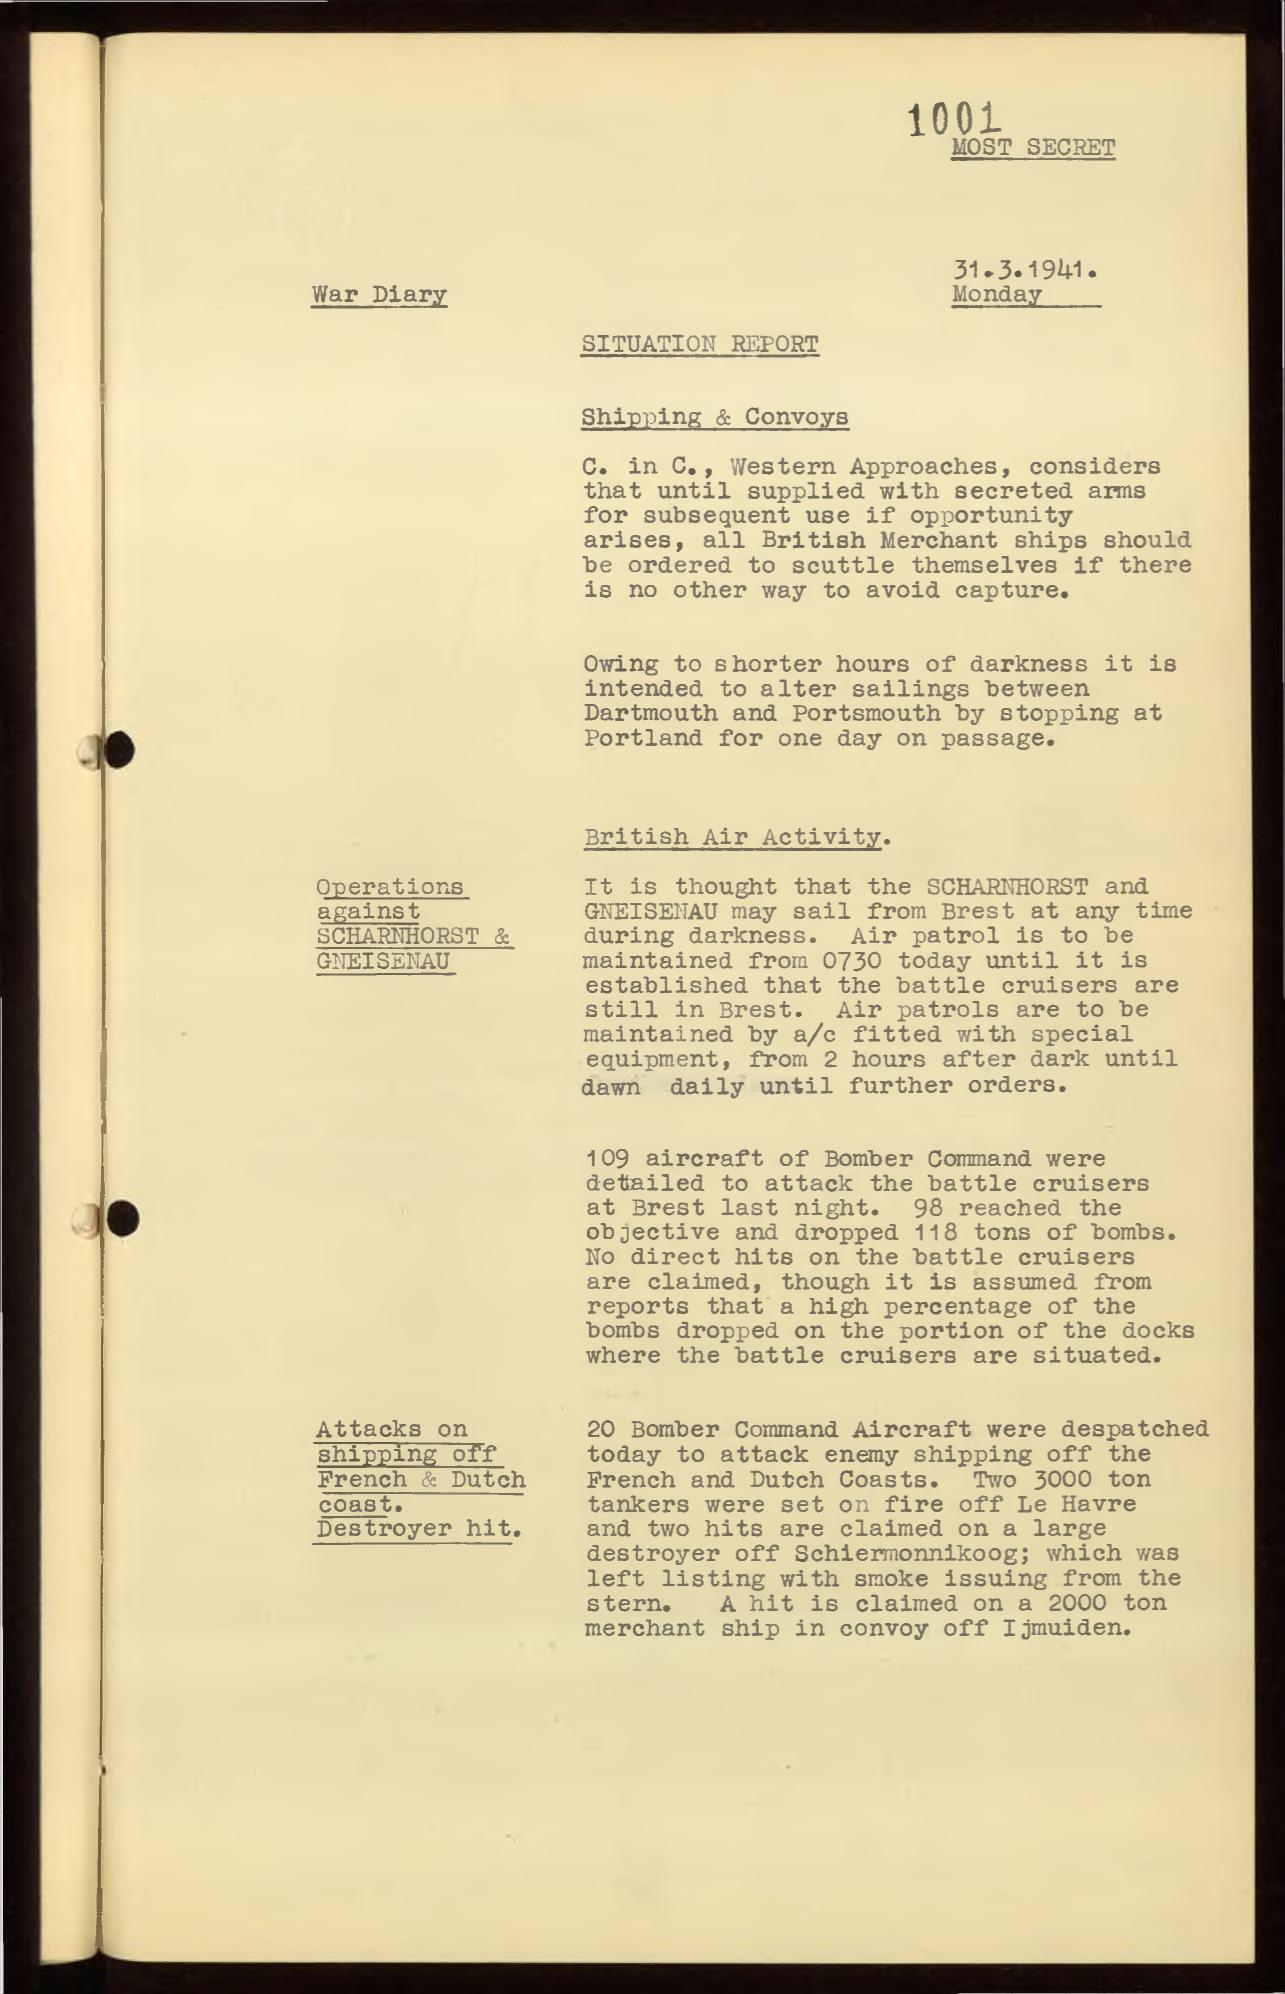 1001
MOST SECRET
31.3.1941.
War Diary
Monday
SITUATION REPORT
Shipping & Convoys
C. in C., Western Approaches, considers
that until supplied with secreted arms
for subsequent use if opportunity
arises, all British Merchant ships should
be ordered to scuttle themselves if there
is no other way to avoid capture.
Owing to shorter hours of darkness it is
intended to alter sailings between
Dartmouth and Portsmouth by stopping at
Portland for one day on passage.
British Air Activity.
Operations
against
SCHARNHORST &
GNEISENAU
It is thought that the SCHARNHORST and
GNEISENAU may sail from Brest at any time
during darkness. Air patrol is to be
maintained from 0730 today until it is
established that the battle cruisers are
still in Brest. Air patrols are to be
maintained by a/c fitted with special
equipment, from 2 hours after dark until
dawn daily until further orders.
109 aircraft of Bomber Command were
detailed to attack the battle cruisers
at Brest last night. 98 reached the
objective and dropped 118 tons of bombs.
No direct hits on the battle cruisers
are claimed, though it is assumed from
reports that a high percentage of the
bombs dropped on the portion of the docks
where the battle cruisers are situated.
Attacks on
shipping off
French & Dutch
coast.
Destroyer hit.
20 Bomber Command Aircraft were despatched
today to attack enemy shipping off the
French and Dutch Coasts. Two 3000 ton
tankers were set on fire off Le Havre
and two hits are claimed on a large
destroyer off Schiermonnikoog; which was
left listing with smoke issuing from the
stern. A hit is claimed on a 2000 ton
merchant ship in convoy off Ijmuiden.